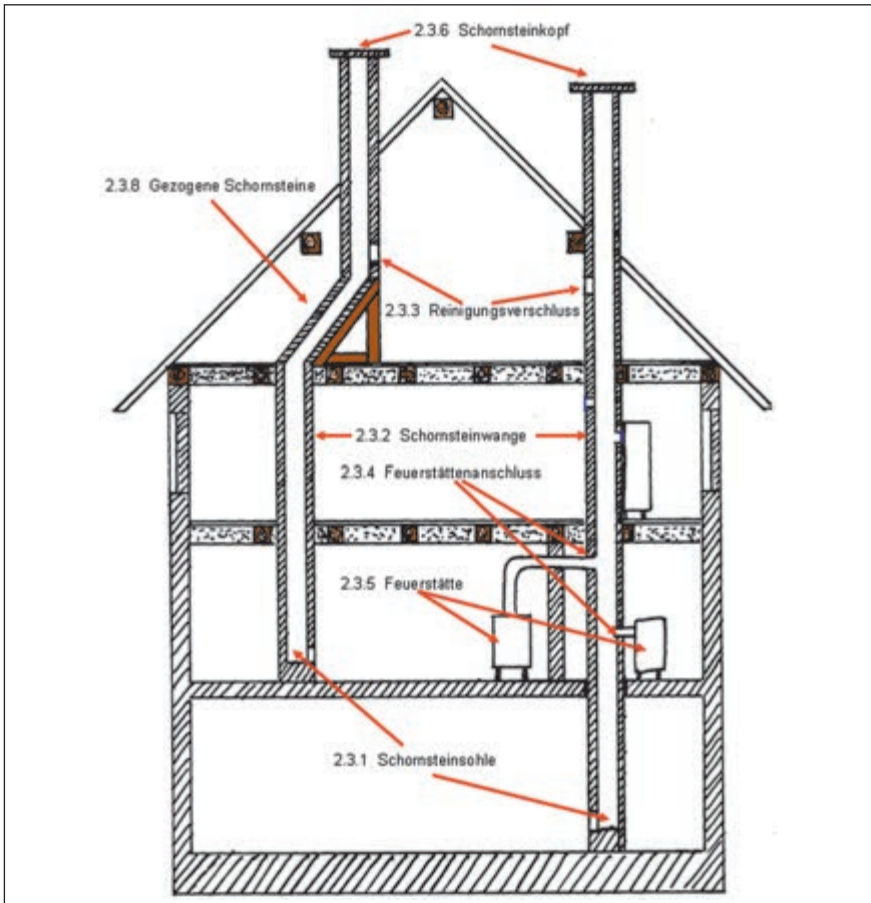 2.3.6 Schornsteinkopf
2.3.8 Gezogene Schornsteine
2.3.3 Reinigungsverschluss
2.3.2 Schornsteinwange
2.3.4 Feuerstättenanschluss
2.3.5 Feuerstätte
2.3.1 Schornsteinsohle